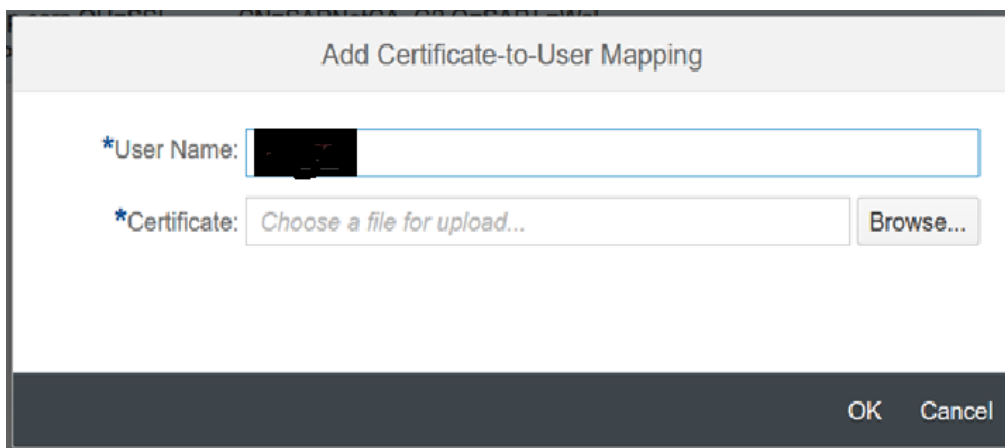 Add Certificate-to-User Mapping
*User Name:
*Certificate: Choose a file for upload... Browse...
OK Cancel